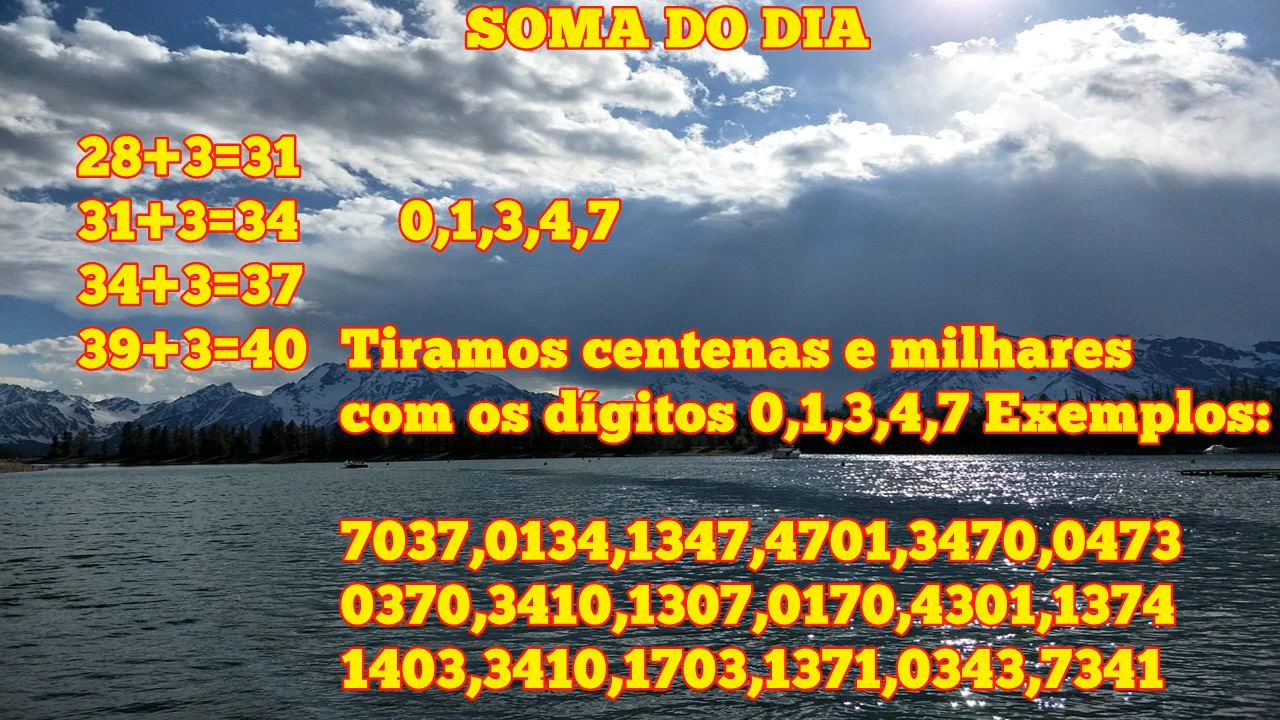 SOMA DO DIA
28+3=31
31+3=34 0,1,3,4,7
34+3=37
39+3=40 Tiramos centenas e milhares
com os dígitos 0,1,3,4,7 Exemplos:
7037,0134,1347,4701,3470,0473
0370,3410,1307,0170,4301,1374
1403,3410,1703,1371,0343,7341